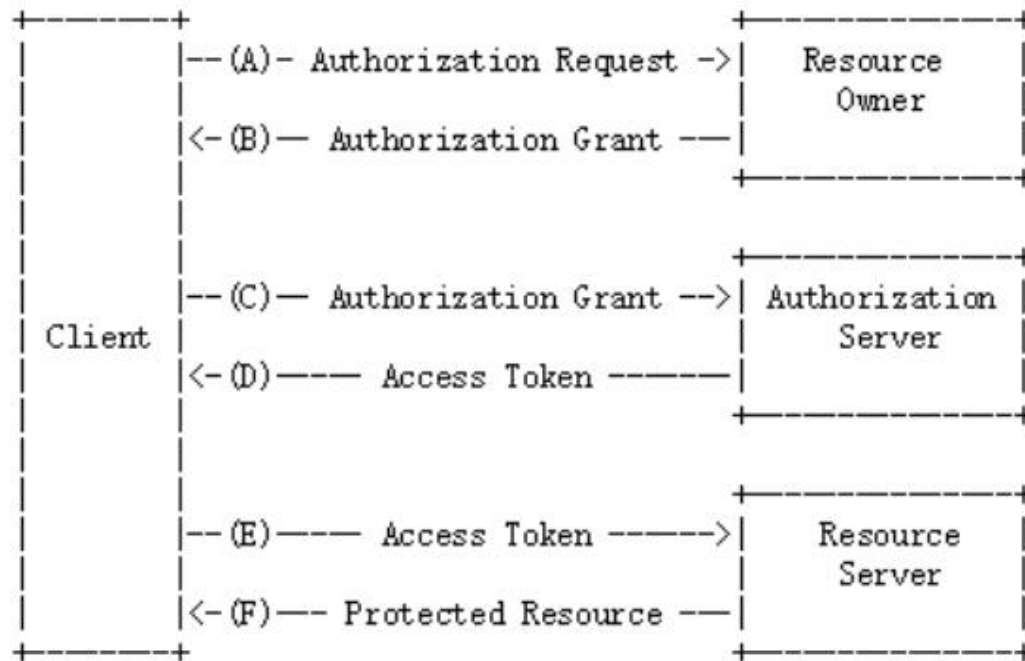 +--------+                               +---------------+
|        |--(A)- Authorization Request ->|   Resource    |
|        |                               |     Owner     |
|        |<-(B)-- Authorization Grant ---|               |
|        |                               +---------------+
|        |
|        |                               +---------------+
|        |--(C)-- Authorization Grant -->| Authorization |
| Client |                               |     Server    |
|        |<-(D)----- Access Token -------|               |
|        |                               +---------------+
|        |
|        |                               +---------------+
|        |--(E)----- Access Token ------>|    Resource   |
|        |                               |     Server    |
|        |<-(F)--- Protected Resource ---|               |
+--------+                               +---------------+